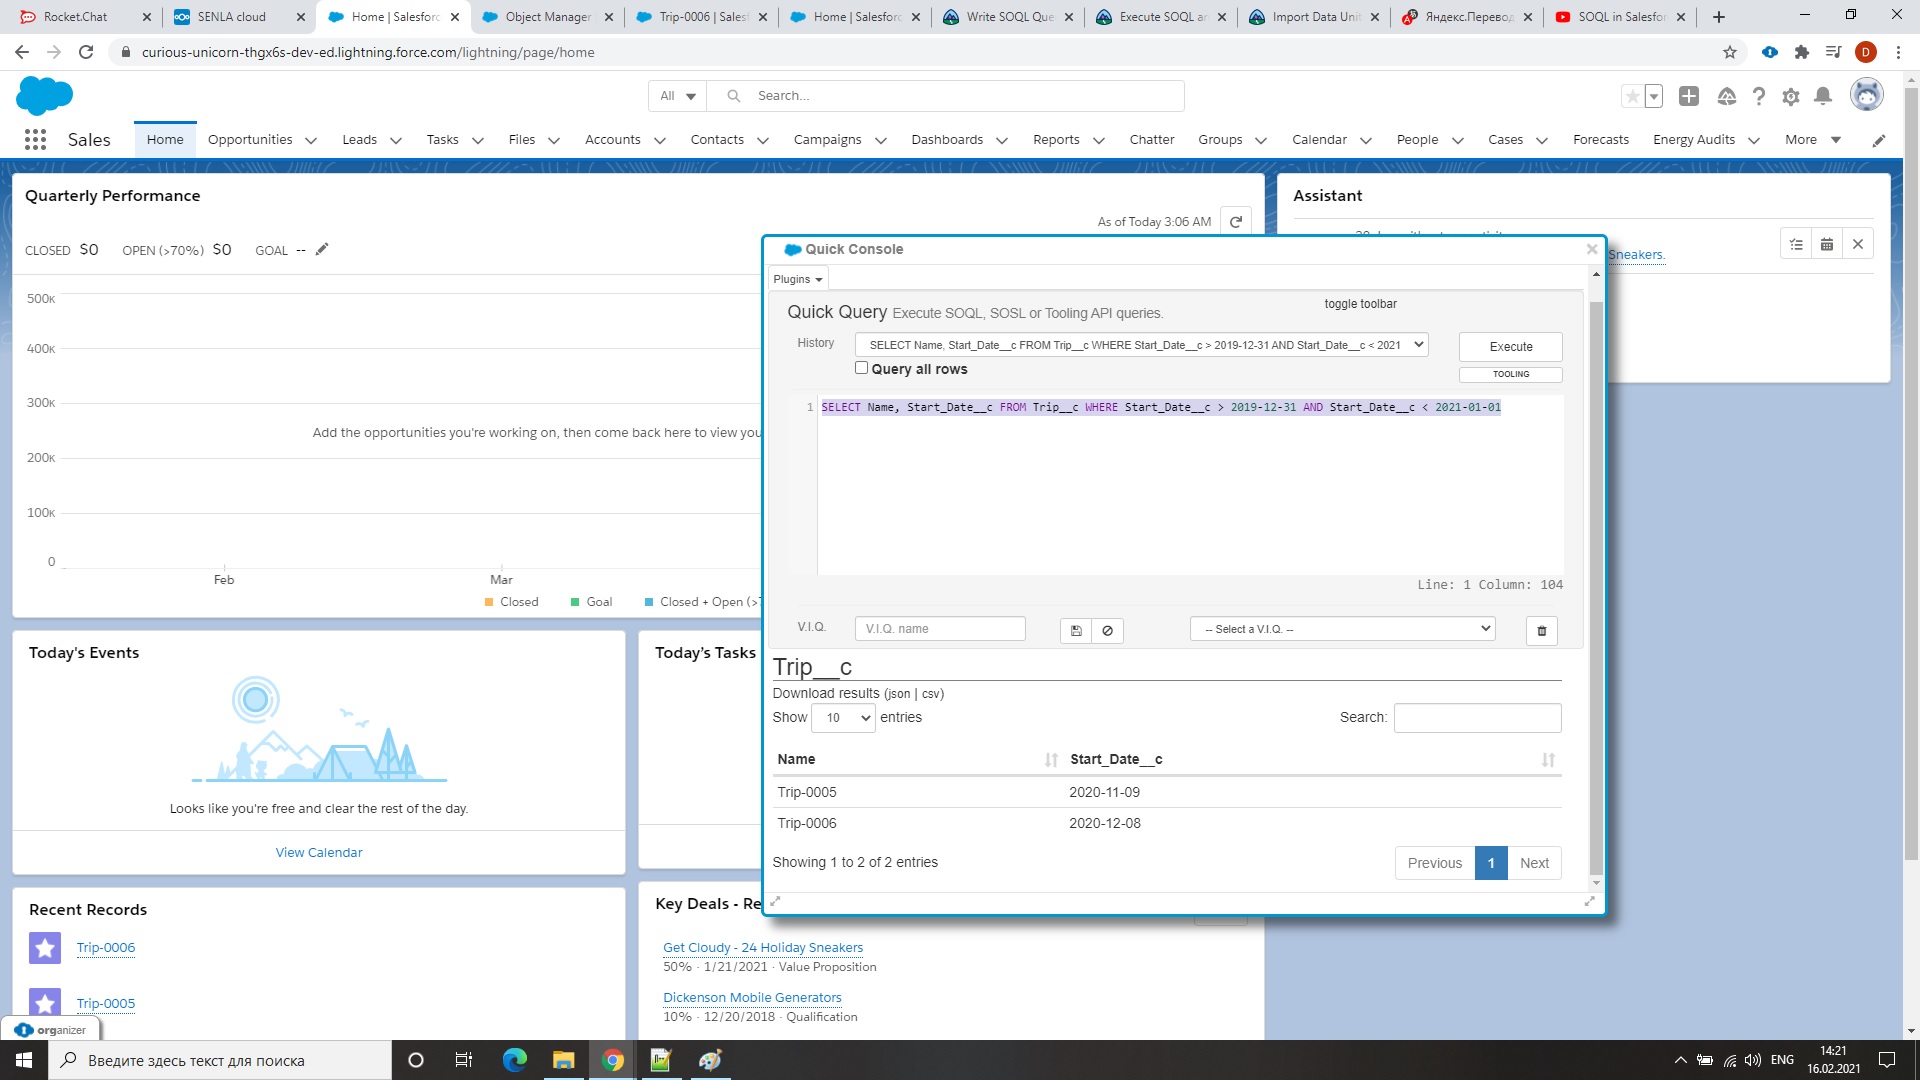 Rocket.Chat
SENLA cloud
Home | Salesforc
Object Manager
Trip-0006 | Salesf
Home | Salesforc
Write SOQL Que
Execute SOQL an
Import Data Unit
Яндекс.Перевод
SOQL in Salesfor
curious-unicorn-thgx6s-dev-ed.lightning.force.com/lightning/page/home
D
All
Search...
Sales
Home
Opportunities
Leads
Tasks
Files
Accounts
Contacts
Campaigns
Dashboards
Reports
Chatter
Groups
Calendar
People
Cases
Forecasts
Energy Audits
More
Quarterly Performance
As of Today 3:06 AM
CLOSED $0 OPEN (>70%) $0 GOAL --
500K
400K
300K
200K
100K
0
Add the opportunities you're working on, then come back here to view you
Feb
Mar
Closed
Goal
Closed + Open (>7
Assistant
Sneakers.
Quick Console
Plugins
toggle toolbar
Quick Query Execute SOQL, SOSL or Tooling API queries.
History
SELECT Name, Start_Date__c FROM Trip__c WHERE Start_Date__c > 2019-12-31 AND Start_Date__c < 2021
Execute
Query all rows
TOOLING
1 SELECT Name, Start_Date__c FROM Trip__c WHERE Start_Date__c > 2019-12-31 AND Start_Date__c < 2021-01-01
Line: 1 Column: 104
V.I.Q.
V.I.Q. name
-- Select a V.I.Q. --
Trip__c
Download results (json | csv)
Show 10 entries
Search:
Name
Start_Date__c
Trip-0005
2020-11-09
Trip-0006
2020-12-08
Showing 1 to 2 of 2 entries
Previous
1
Next
Today's Events
Looks like you're free and clear the rest of the day.
View Calendar
Today's Tasks
Recent Records
Trip-0006
Trip-0005
Key Deals - Re
Get Cloudy - 24 Holiday Sneakers
50% · 1/21/2021 · Value Proposition
Dickenson Mobile Generators
10% · 12/20/2018 · Qualification
organizer
Введите здесь текст для поиска
ENG
14:21
16.02.2021